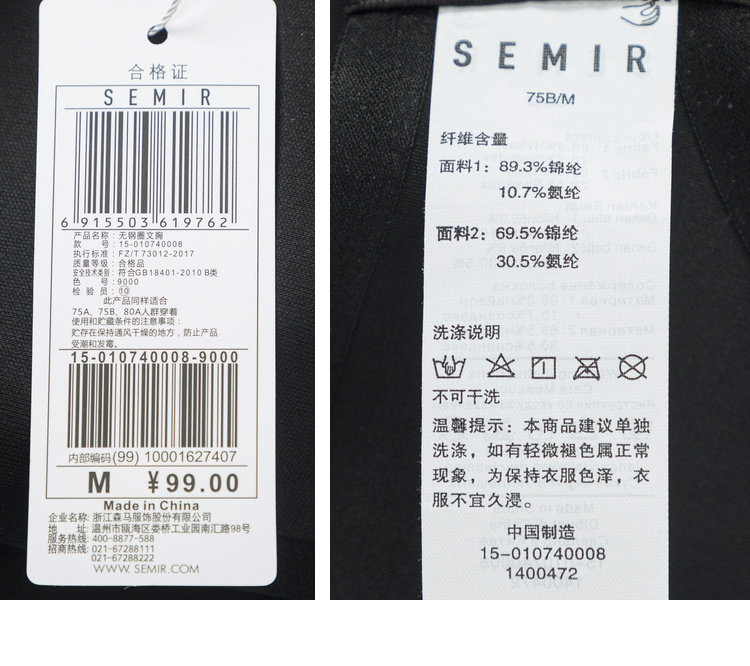 合格证
SEMIR
6 915503 619762
产品名称: 无钢圈文胸
款 号: 15-010740008
执行标准: FZ/T 73012-2017
质量等级: 合格品
安全技术类别: 符合GB18401-2010 B类
色 号: 9000
检 验 员: ⑩
此产品同样适合
75A、75B、80A人群穿着
使用和贮藏条件的注意事项:
贮存在保持通风干燥的地方，防止产品
受潮和发霉。
15-010740008-9000
内部编码(99) 10001627407
M ¥99.00
Made in China
企业名称: 浙江森马服饰股份有限公司
地 址: 温州市瓯海区娄桥工业园南汇路98号
服务热线: 400-8877-588
招商热线: 021-67288111
021-67288222
WWW.SEMIR.COM
SEMIR
75B/M
纤维含量
面料1: 89.3%锦纶
10.7%氨纶
面料2: 69.5%锦纶
30.5%氨纶
洗涤说明
不可干洗
温馨提示: 本商品建议单独
洗涤, 如有轻微褪色属正常
现象, 为保持衣服色泽, 衣
服不宜久浸。
中国制造
15-010740008
1400472